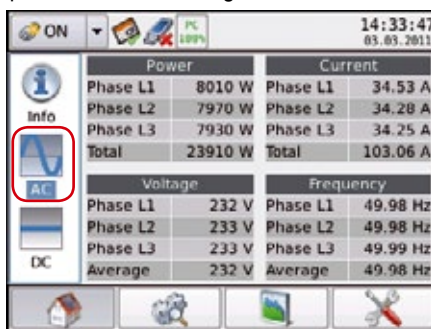 ON PC 100% 14:33:47
03.03.2011
Power Current
Info
Phase L1 8010 W Phase L1 34.53 A
Phase L2 7970 W Phase L2 34.28 A
Phase L3 7930 W Phase L3 34.25 A
Total 23910 W Total 103.06 A
AC
Voltage Frequency
Phase L1 232 V Phase L1 49.98 Hz
Phase L2 233 V Phase L2 49.98 Hz
Phase L3 233 V Phase L3 49.99 Hz
DC
Average 232 V Average 49.98 Hz